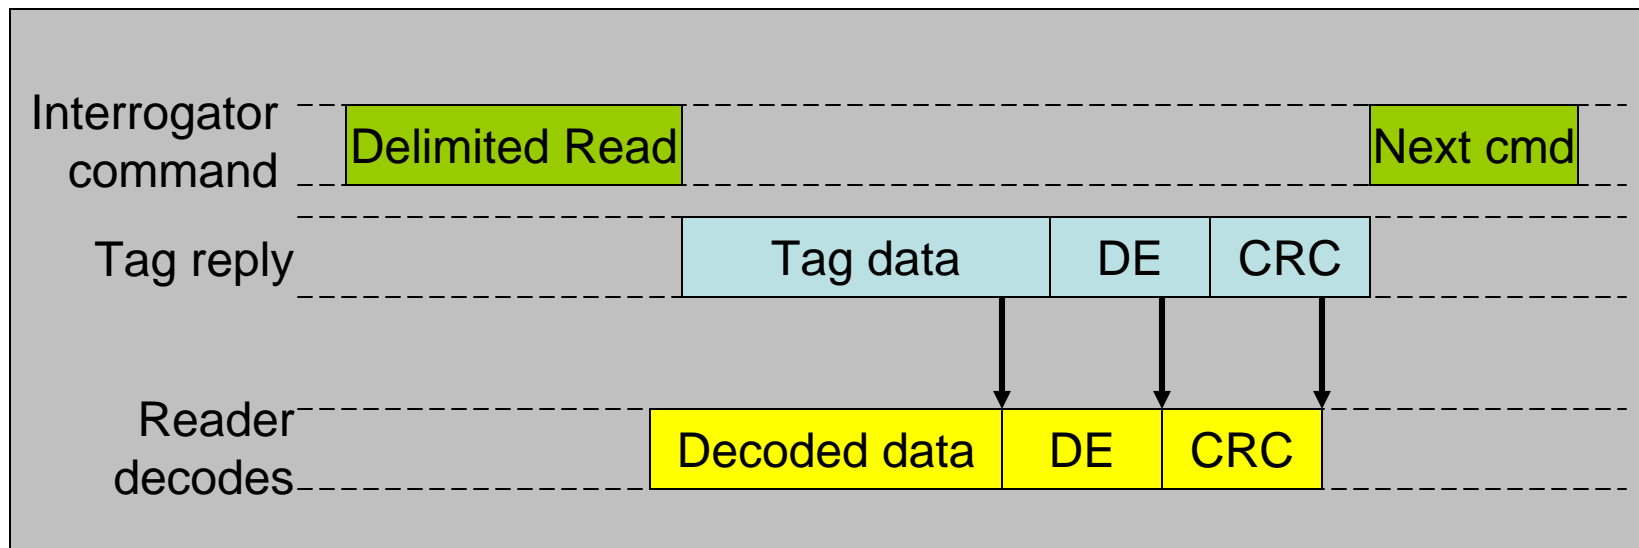 Interrogator
command
Delimited Read
Next cmd
Tag reply
Tag data
DE
CRC
Reader
decodes
Decoded data
DE
CRC